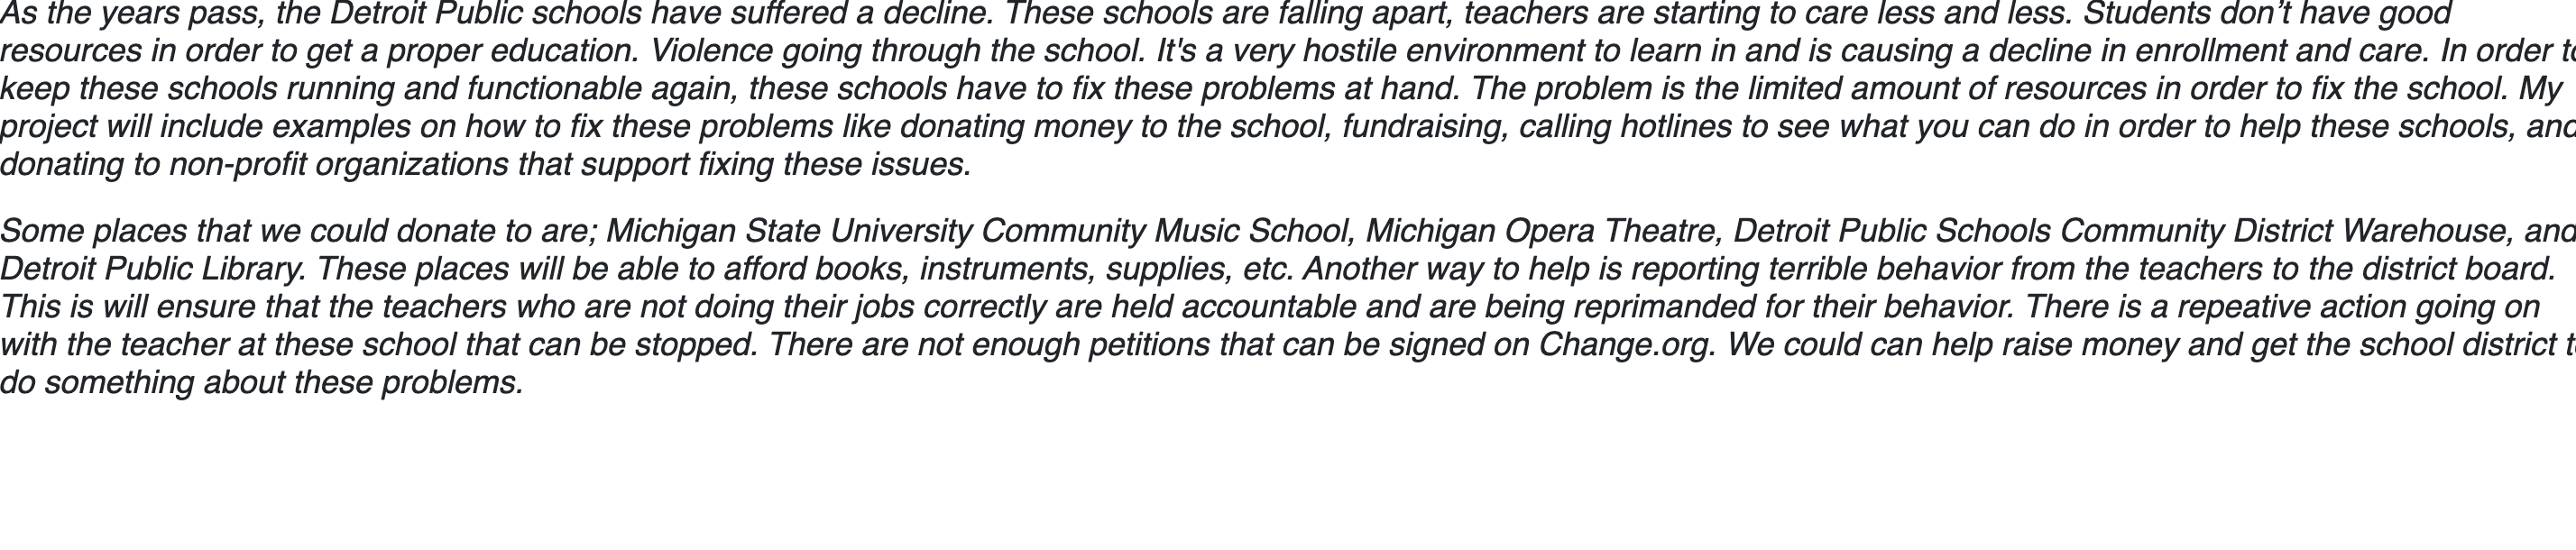 As the years pass, the Detroit Public schools have suffered a decline. These schools are falling apart, teachers are starting to care less and less. Students don’t have good
resources in order to get a proper education. Violence going through the school. It's a very hostile environment to learn in and is causing a decline in enrollment and care. In order to
keep these schools running and functionable again, these schools have to fix these problems at hand. The problem is the limited amount of resources in order to fix the school. My
project will include examples on how to fix these problems like donating money to the school, fundraising, calling hotlines to see what you can do in order to help these schools, and
donating to non-profit organizations that support fixing these issues.
Some places that we could donate to are; Michigan State University Community Music School, Michigan Opera Theatre, Detroit Public Schools Community District Warehouse, and
Detroit Public Library. These places will be able to afford books, instruments, supplies, etc. Another way to help is reporting terrible behavior from the teachers to the district board.
This is will ensure that the teachers who are not doing their jobs correctly are held accountable and are being reprimanded for their behavior. There is a repeative action going on
with the teacher at these school that can be stopped. There are not enough petitions that can be signed on Change.org. We could can help raise money and get the school district to
do something about these problems.